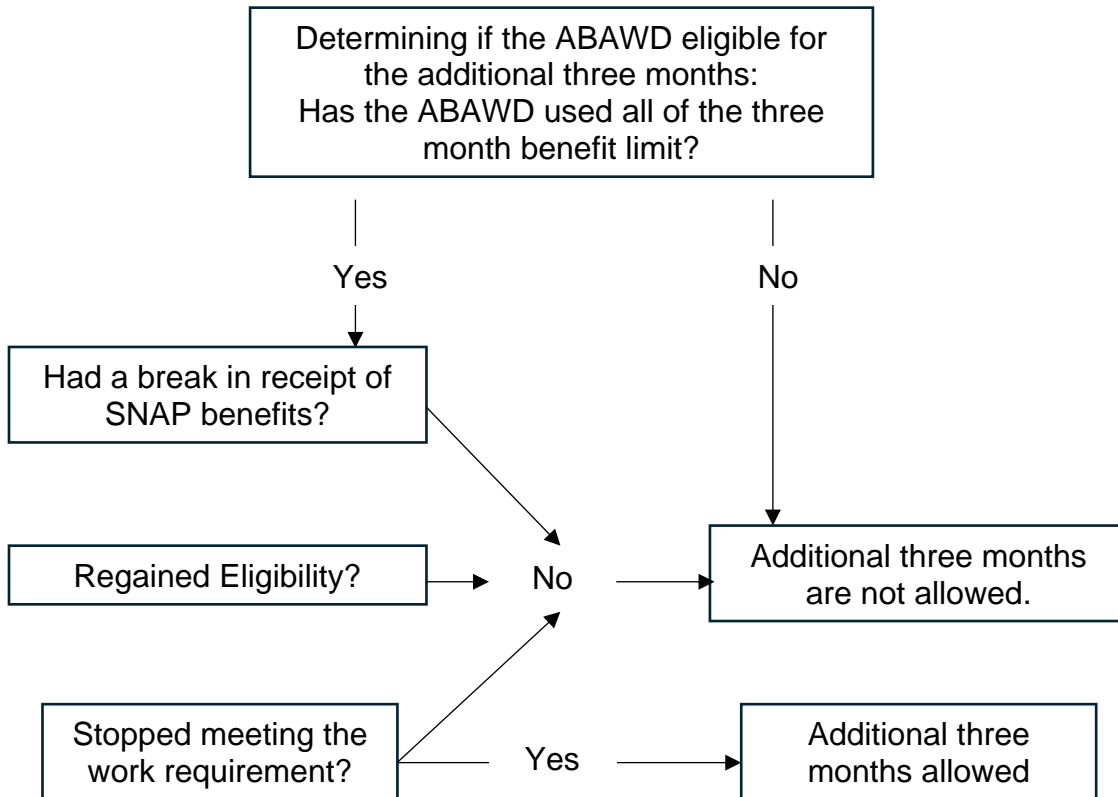 Determining if the ABAWD eligible for
the additional three months:
Has the ABAWD used all of the three
month benefit limit?
Yes
No
Had a break in receipt of
SNAP benefits?
Regained Eligibility?
No
Additional three months
are not allowed.
Stopped meeting the
work requirement?
Yes
Additional three
months allowed